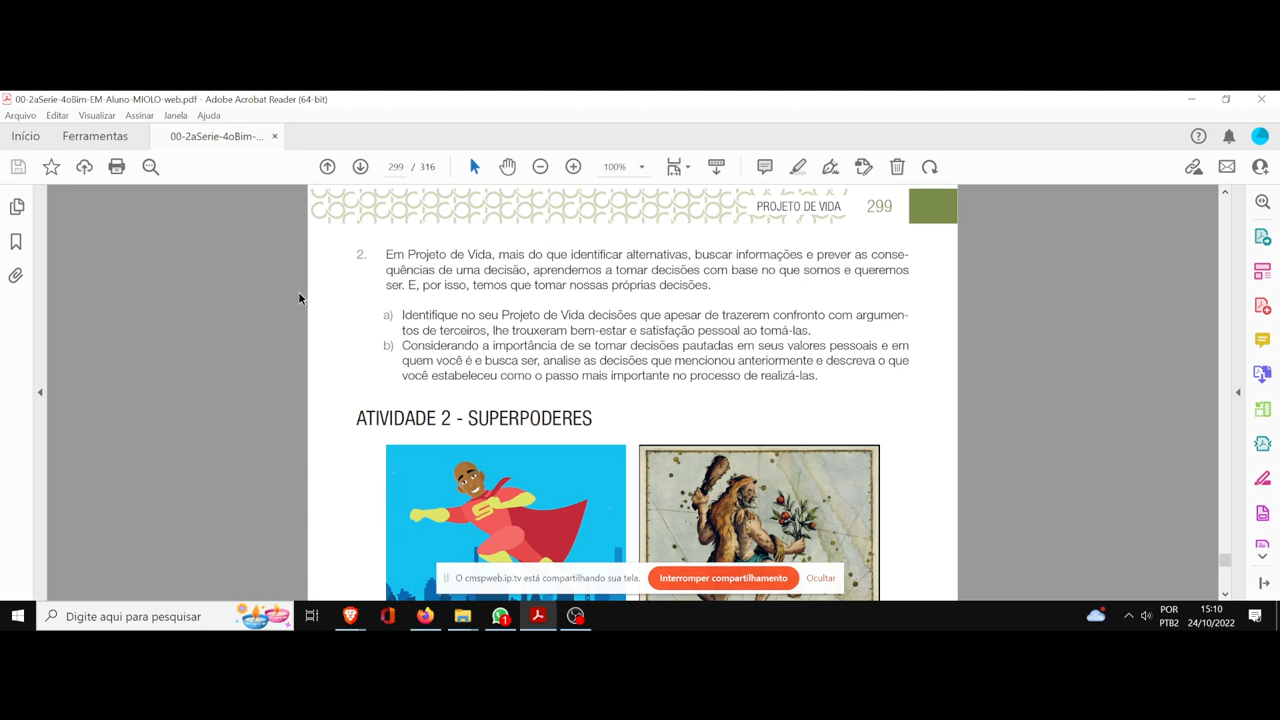 00-2aSerie-4oBim-EM-Aluno-MIOLO-web.pdf - Adobe Acrobat Reader (64-bit)
Arquivo Editar Visualizar Assinar Janela Ajuda
Início Ferramentas 00-2aSerie-4oBim-... ×
299 / 316 100%
PROJETO DE VIDA 299
2. Em Projeto de Vida, mais do que identificar alternativas, buscar informações e prever as conse-
quências de uma decisão, aprendemos a tomar decisões com base no que somos e queremos
ser. E, por isso, temos que tomar nossas próprias decisões.
a) Identifique no seu Projeto de Vida decisões que apesar de trazerem confronto com argumen-
tos de terceiros, lhe trouxeram bem-estar e satisfação pessoal ao tomá-las.
b) Considerando a importância de se tomar decisões pautadas em seus valores pessoais e em
quem você é e busca ser, analise as decisões que mencionou anteriormente e descreva o que
você estabeleceu como o passo mais importante no processo de realizá-las.
ATIVIDADE 2 - SUPERPODERES
S
O cmspweb.ip.tv está compartilhando sua tela. Interromper compartilhamento Ocultar
Digite aqui para pesquisar
1
POR 15:10
PTB2 24/10/2022